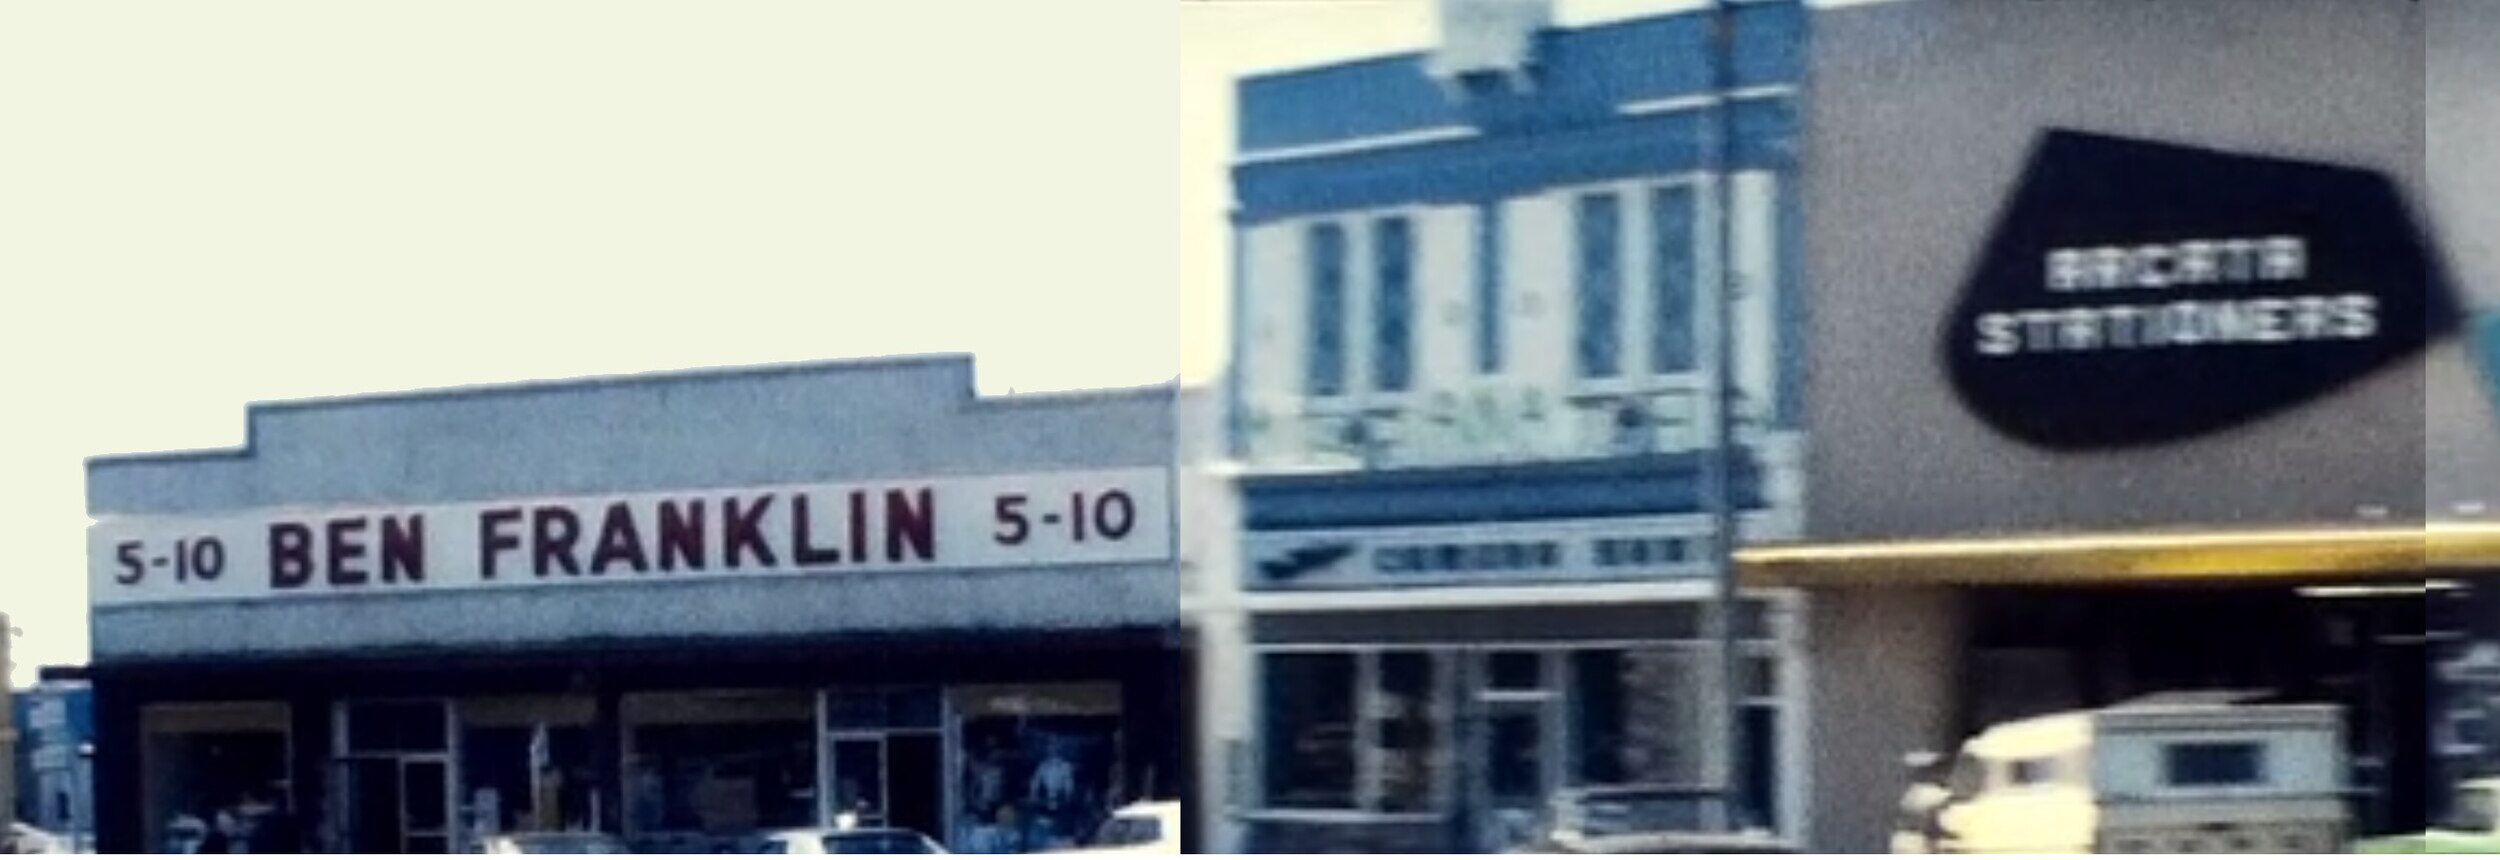 5-10 BEN FRANKLIN 5-10
ARCATA
STATIONERS